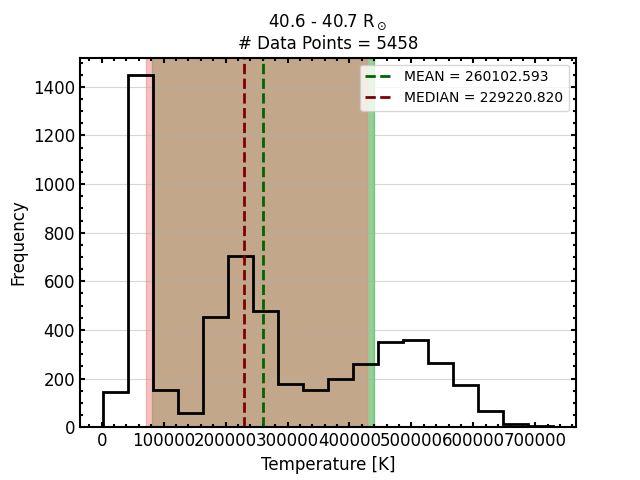 40.6 - 40.7 R⊙
# Data Points = 5458
MEAN = 260102.593
MEDIAN = 229220.820
Frequency
1400
1200
1000
800
600
400
200
0
0 100000 200000 300000 400000 500000 600000 700000
Temperature [K]